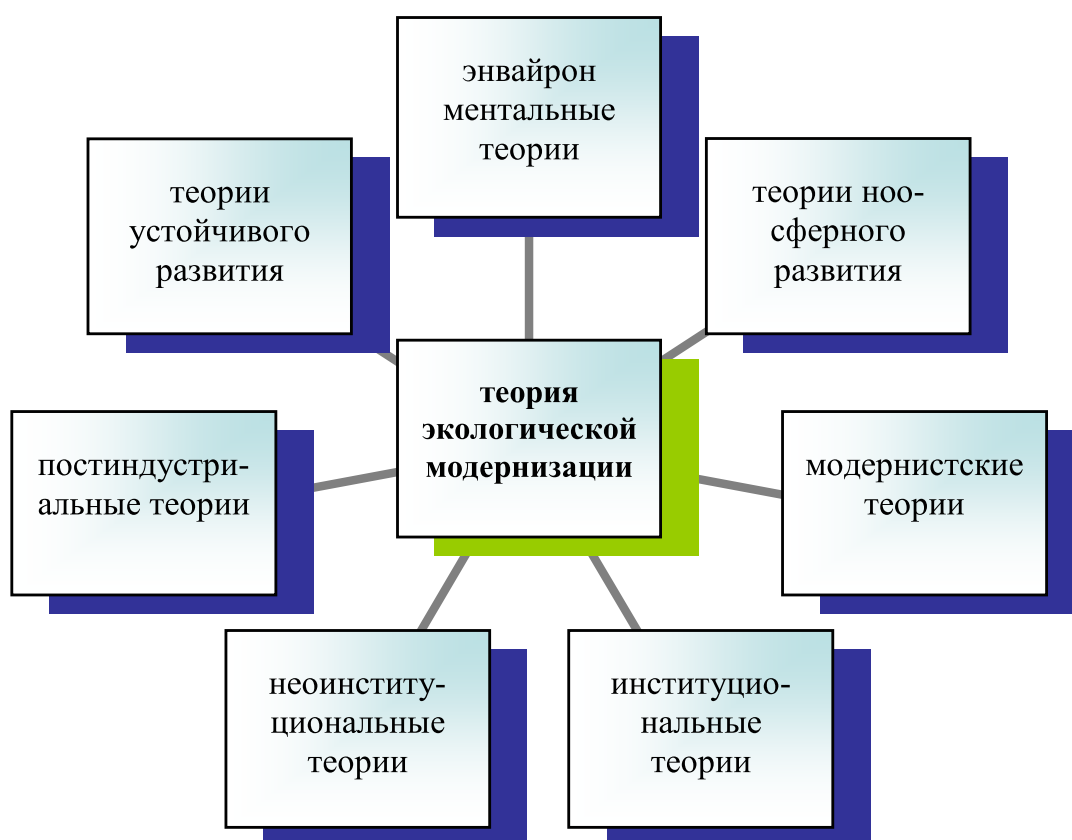 энвайрон
ментальные
теории
теории
устойчивого
развития
теории ноо-
сферного
развития
теория
экологической
модернизации
постиндустри-
альные теории
модернистские
теории
неоинститу-
циональные
теории
институцио-
нальные
теории